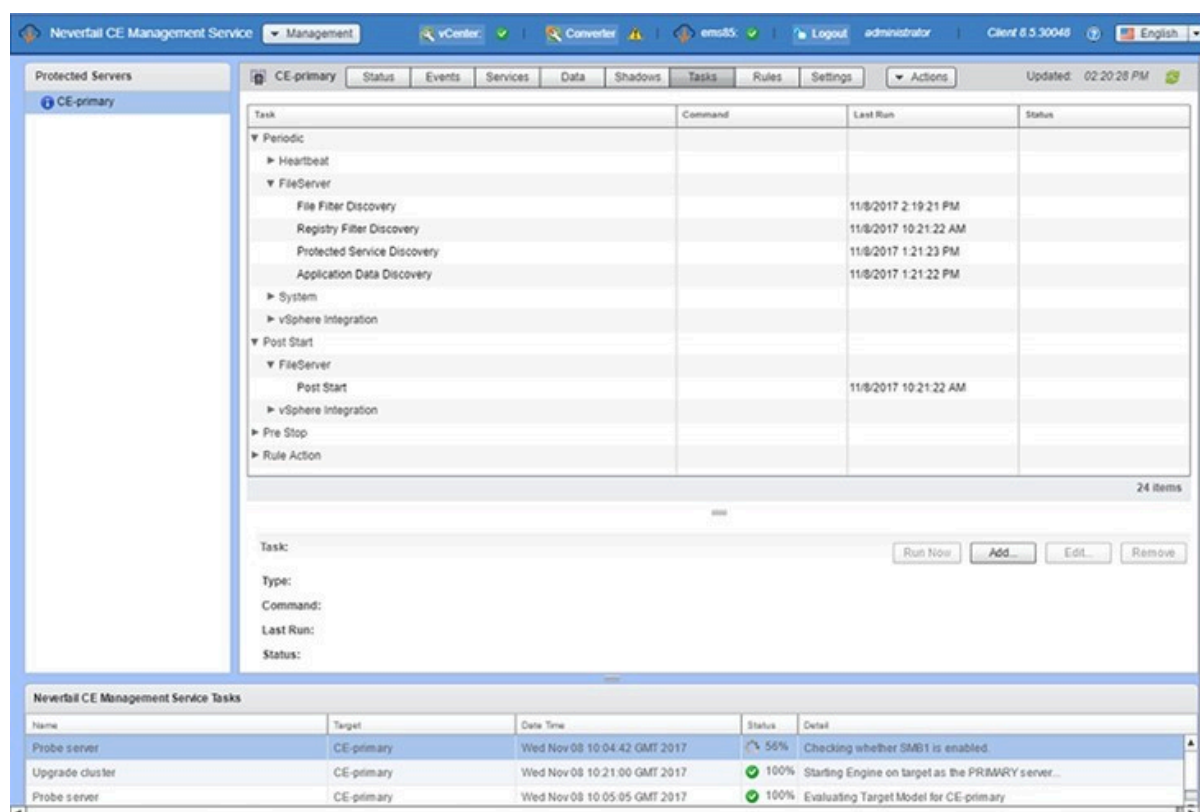 Neverfail CE Management Service Management vCenter: Converter ems85: Logout administrator Client 8.5.30048 English
Protected Servers
CE-primary
CE-primary Status Events Services Data Shadows Tasks Rules Settings Actions Updated: 02:20:28 PM
Task Command Last Run Status
Periodic
Heartbeat
FileServer
File Filter Discovery 11/8/2017 2:19:21 PM
Registry Filter Discovery 11/8/2017 10:21:22 AM
Protected Service Discovery 11/8/2017 1:21:23 PM
Application Data Discovery 11/8/2017 1:21:22 PM
System
vSphere Integration
Post Start
FileServer
Post Start 11/8/2017 10:21:22 AM
vSphere Integration
Pre Stop
Rule Action
24 items
Task: Run Now Add... Edit... Remove
Type:
Command:
Last Run:
Status:
Neverfail CE Management Service Tasks
Name Target Date Time Status Detail
Probe server CE-primary Wed Nov 08 10:04:42 GMT 2017 56% Checking whether SMB1 is enabled.
Upgrade cluster CE-primary Wed Nov 08 10:21:00 GMT 2017 100% Starting Engine on target as the PRIMARY server...
Probe server CE-primary Wed Nov 08 10:05:05 GMT 2017 100% Evaluating Target Model for CE-primary